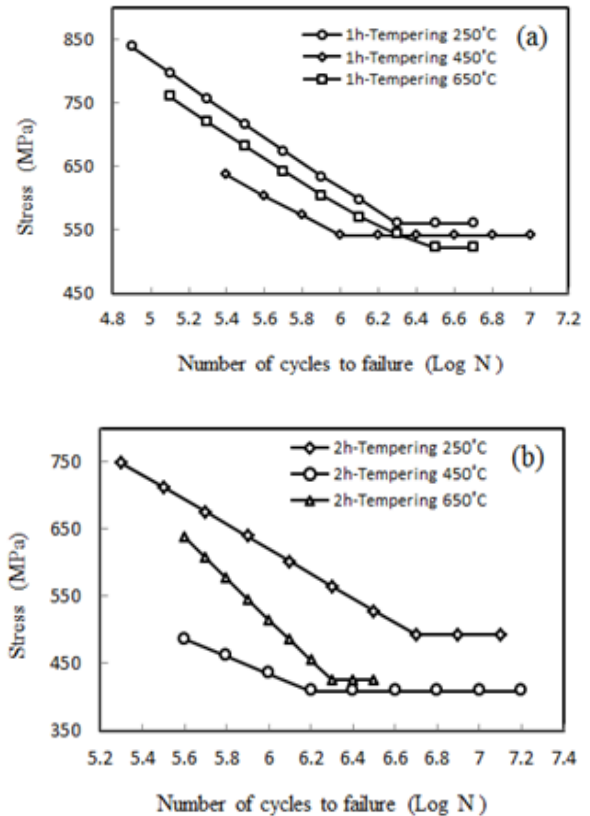 (a)
1h-Tempering 250°C
1h-Tempering 450°C
1h-Tempering 650°C
850
750
650
550
450
Stress (MPa)
4.8 5 5.2 5.4 5.6 5.8 6 6.2 6.4 6.6 6.8 7 7.2
Number of cycles to failure (Log N )
(b)
2h-Tempering 250°C
2h-Tempering 450°C
2h-Tempering 650°C
750
650
550
450
350
Stress (MPa)
5.2 5.4 5.6 5.8 6 6.2 6.4 6.6 6.8 7 7.2 7.4
Number of cycles to failure (Log N )